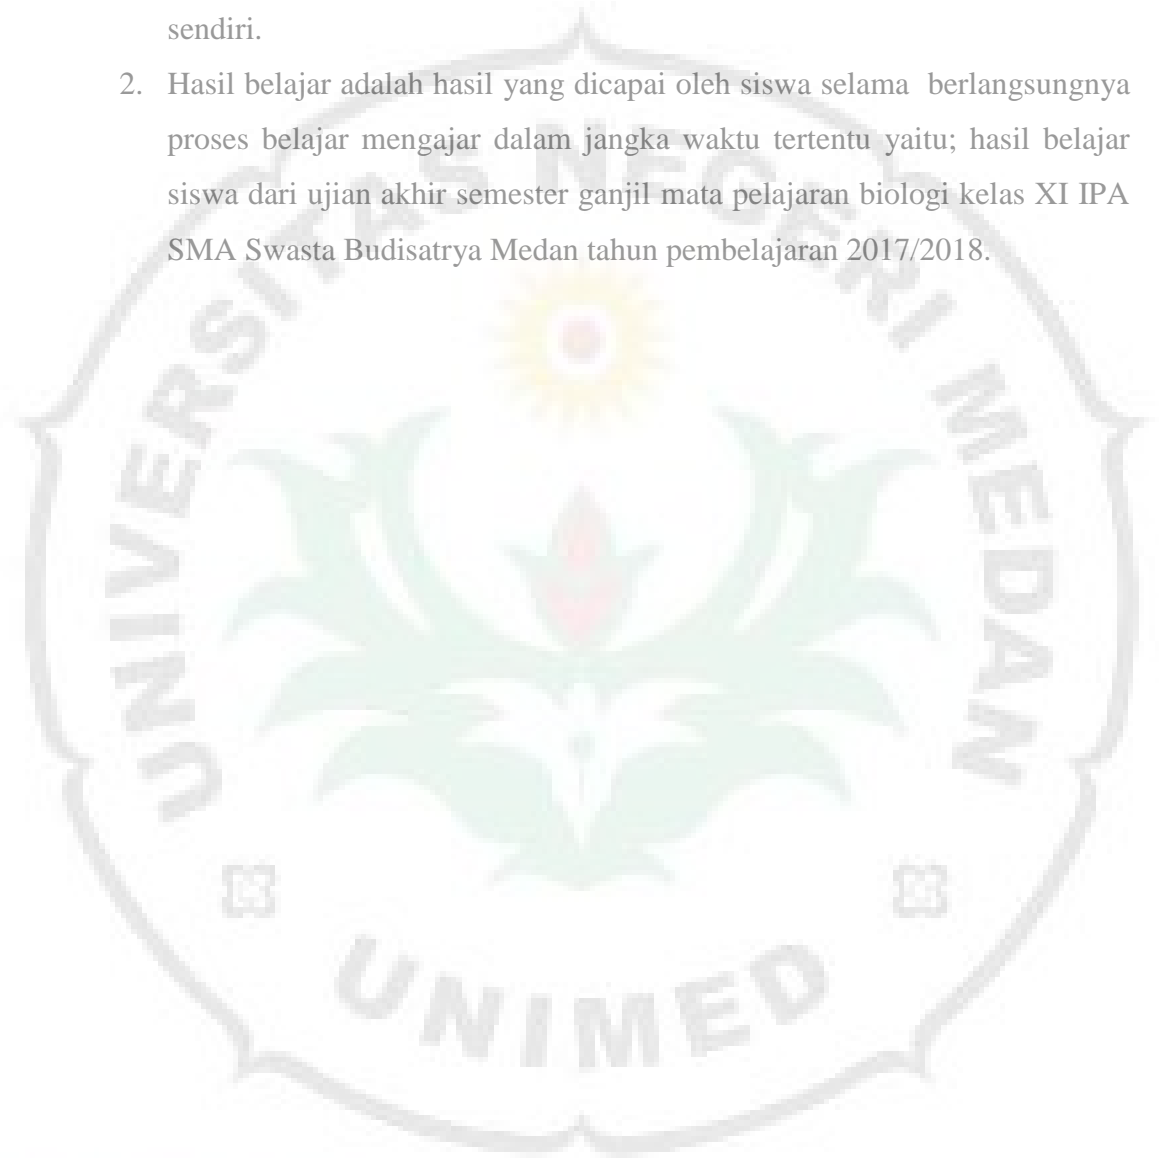 sendiri.
2. Hasil belajar adalah hasil yang dicapai oleh siswa selama berlangsungnya
proses belajar mengajar dalam jangka waktu tertentu yaitu; hasil belajar
siswa dari ujian akhir semester ganjil mata pelajaran biologi kelas XI IPA
SMA Swasta Budisatrya Medan tahun pembelajaran 2017/2018.
UNIVERSITAS NEGERI MEDAN
UNIMED